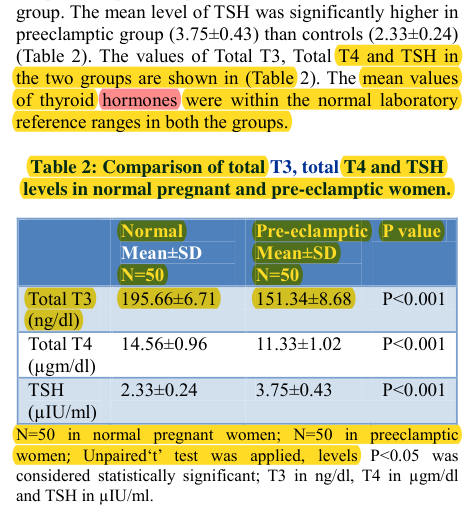 group. The mean level of TSH was significantly higher in
preeclamptic group (3.75±0.43) than controls (2.33±0.24)
(Table 2). The values of Total T3, Total T4 and TSH in
the two groups are shown in (Table 2). The mean values
of thyroid hormones were within the normal laboratory
reference ranges in both the groups.
Table 2: Comparison of total T3, total T4 and TSH
levels in normal pregnant and pre-eclamptic women.
Normal Pre-eclamptic P value
Mean±SD Mean±SD
N=50 N=50
Total T3 195.66±6.71 151.34±8.68 P<0.001
(ng/dl)
Total T4 14.56±0.96 11.33±1.02 P<0.001
(µgm/dl)
TSH 2.33±0.24 3.75±0.43 P<0.001
(µIU/ml)
N=50 in normal pregnant women; N=50 in preeclamptic
women; Unpaired‘t’ test was applied, levels P<0.05 was
considered statistically significant; T3 in ng/dl, T4 in µgm/dl
and TSH in µIU/ml.